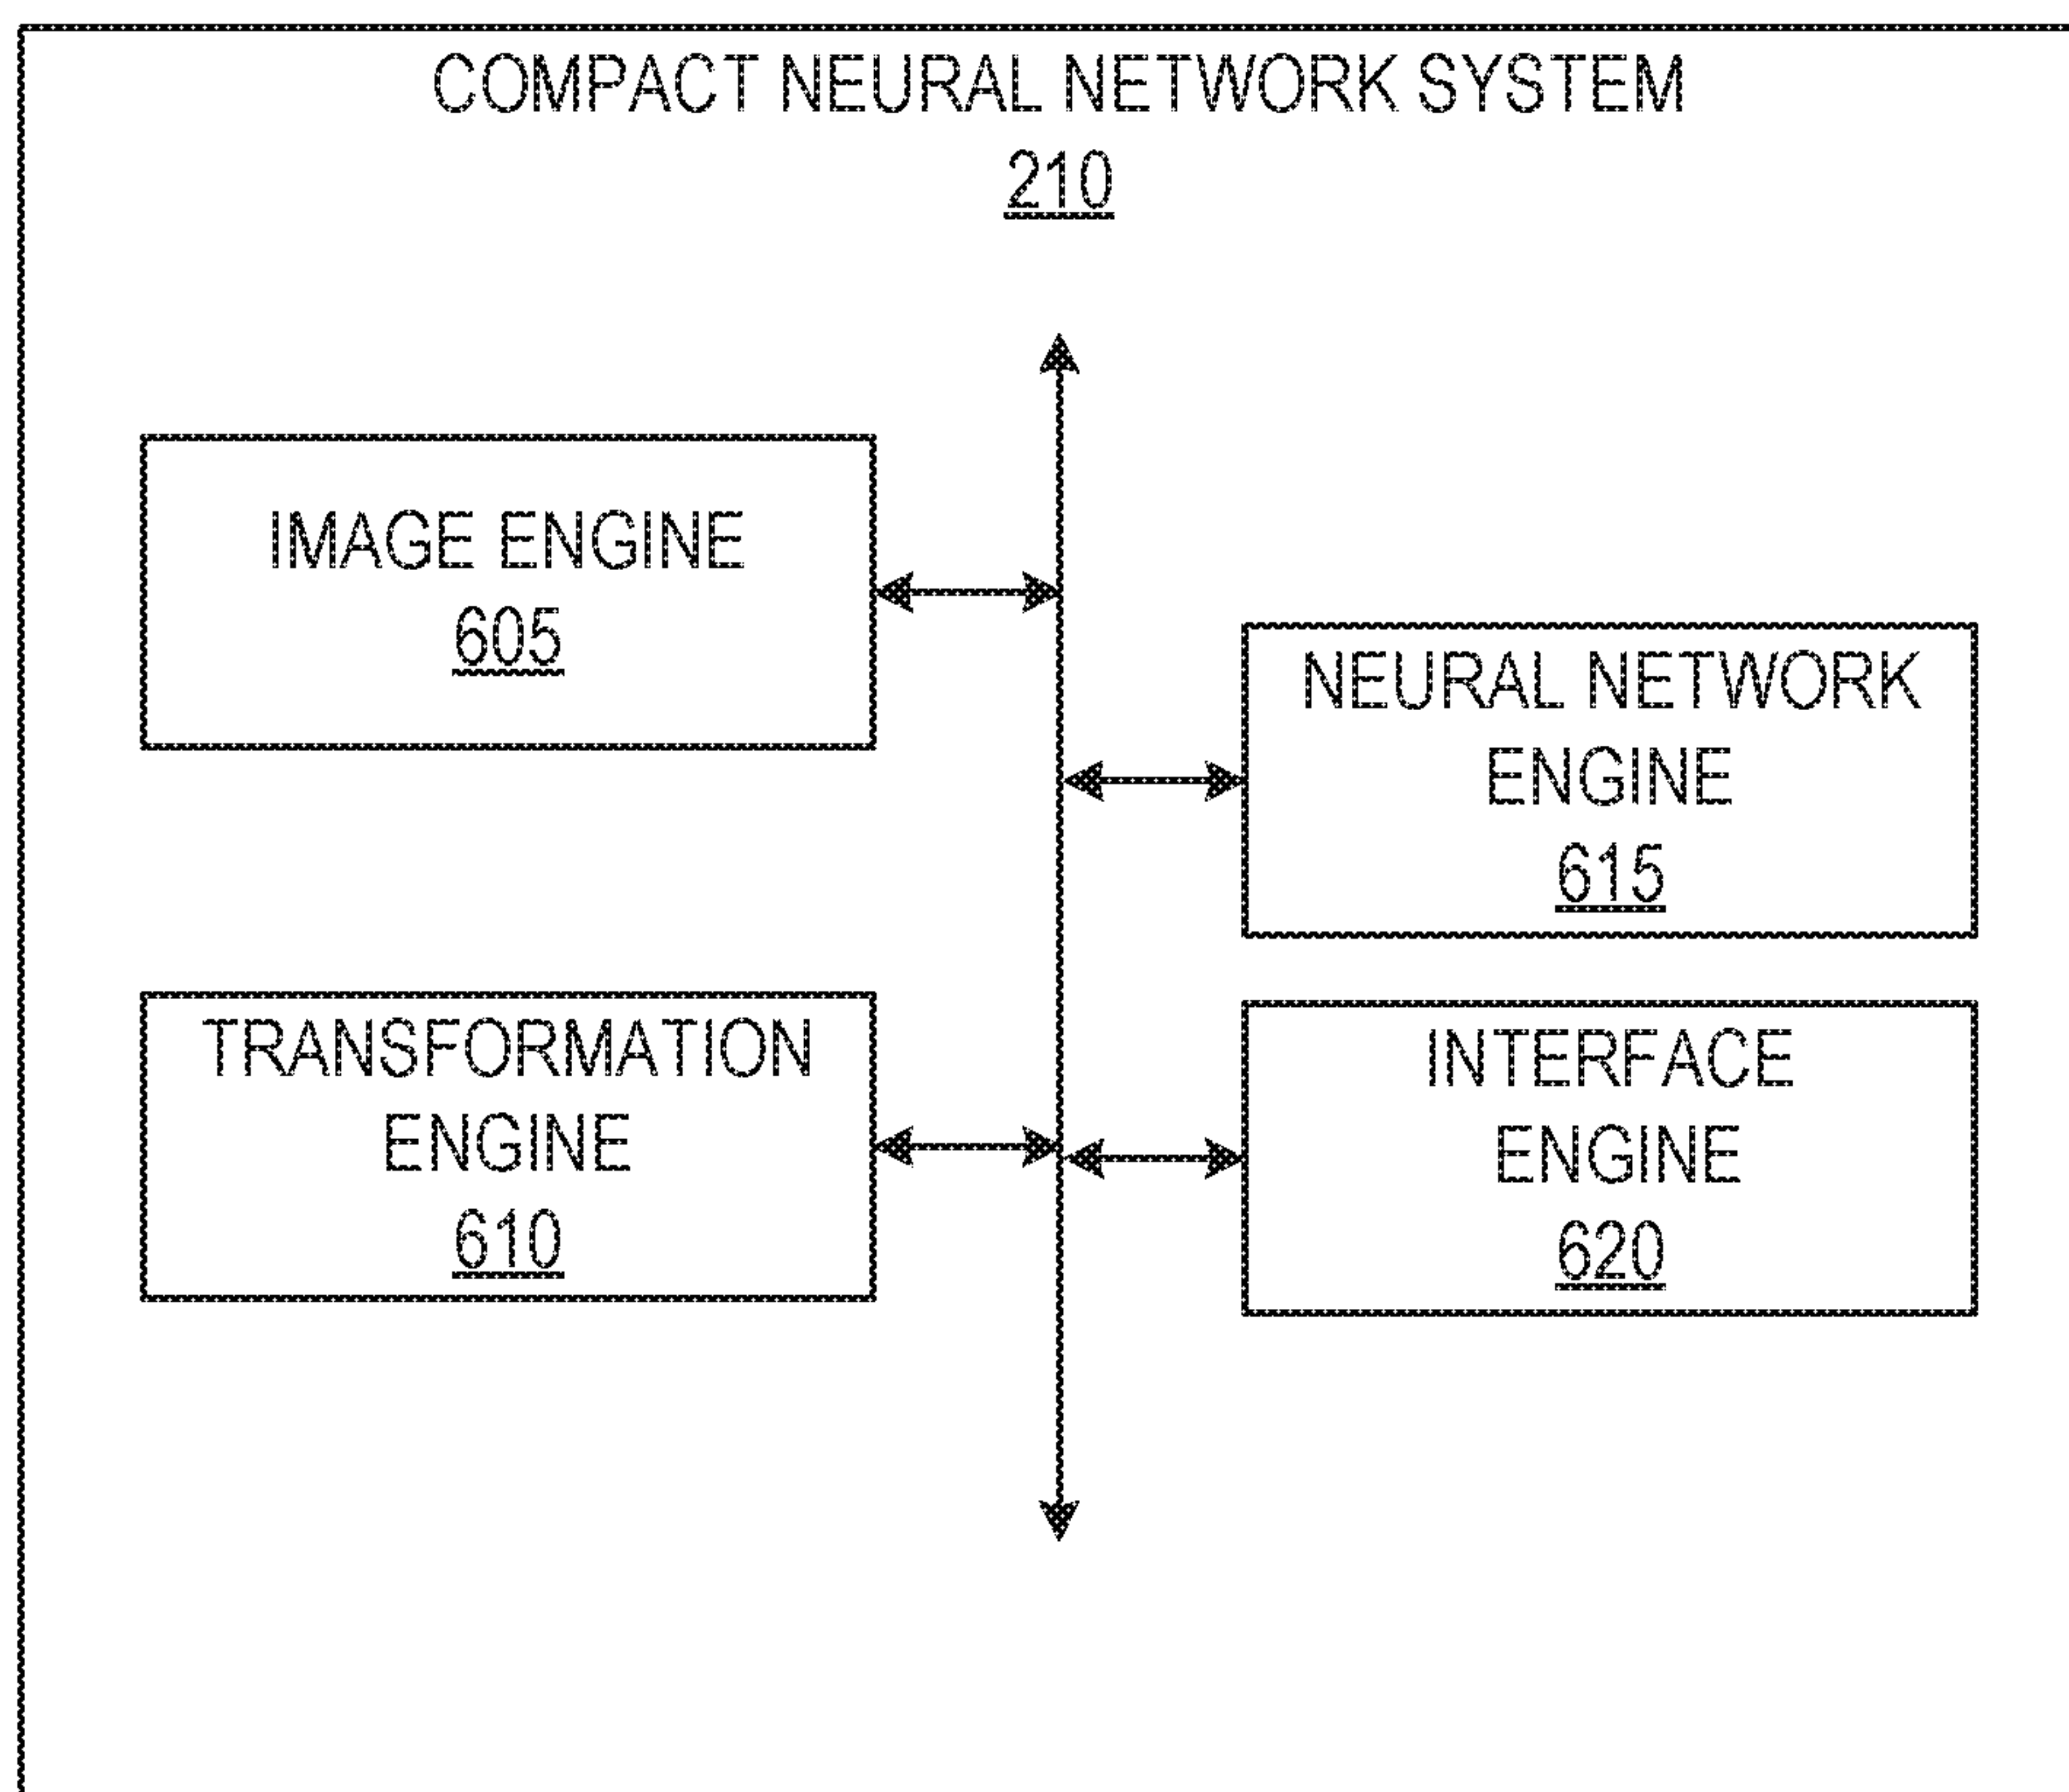 COMPACT NEURAL NETWORK SYSTEM
210
IMAGE ENGINE
605
NEURAL NETWORK
ENGINE
615
TRANSFORMATION
ENGINE
610
INTERFACE
ENGINE
620